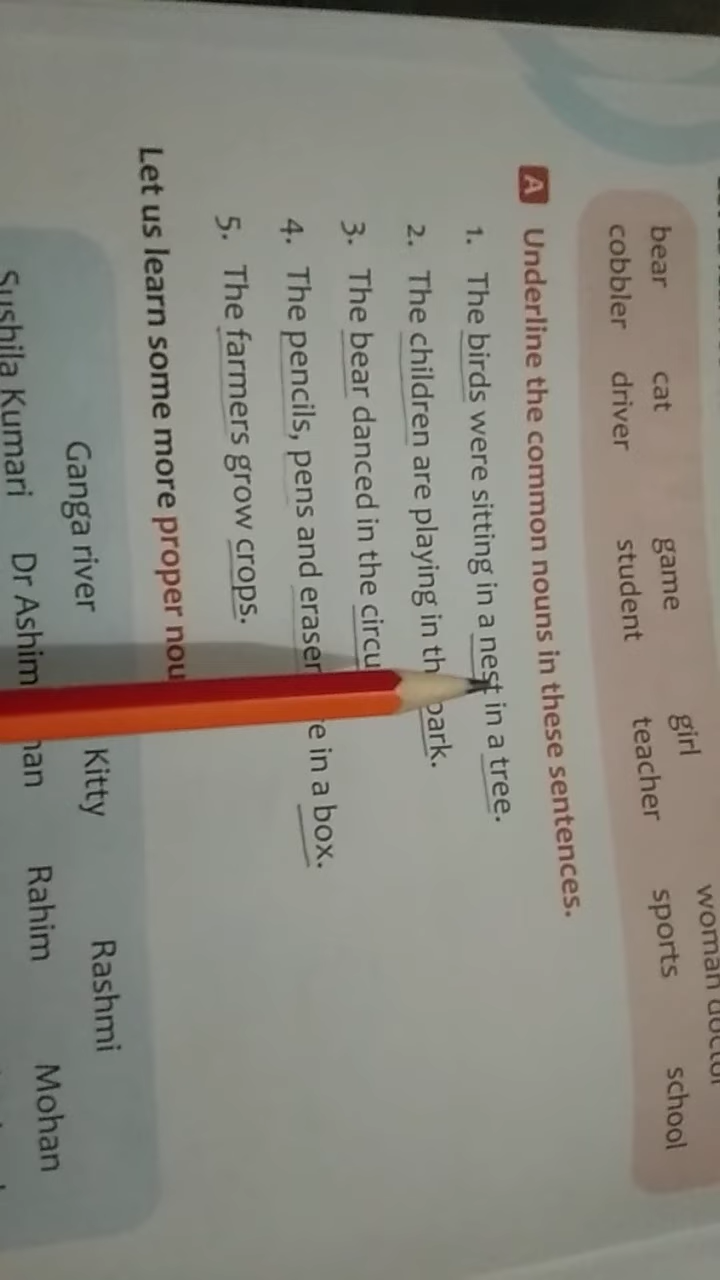 woman doctor
bear cat game girl sports school
cobbler driver student teacher
A Underline the common nouns in these sentences.
1. The birds were sitting in a nest in a tree.
2. The children are playing in th park.
3. The bear danced in the circu
4. The pencils, pens and eraser e in a box.
5. The farmers grow crops.
Let us learn some more proper nou
Ganga river Kitty Rashmi
Sushila Kumari Dr Ashim Rahim Mohan